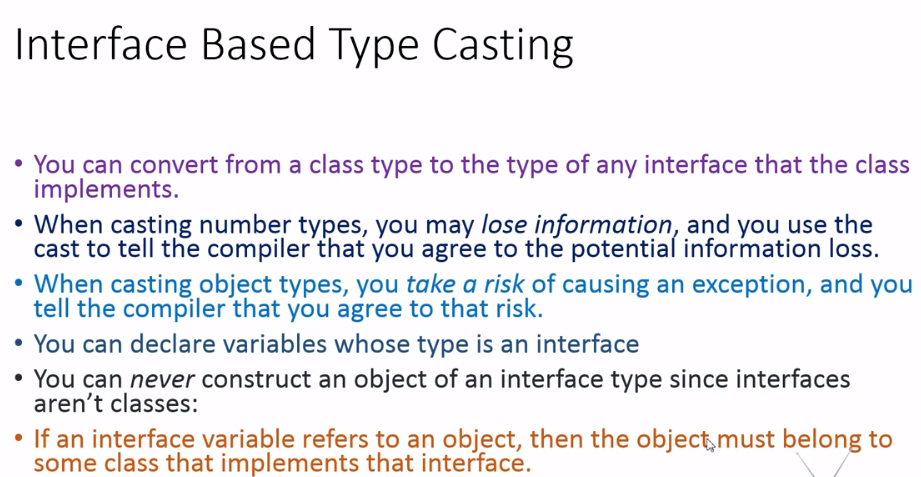 Interface Based Type Casting
• You can convert from a class type to the type of any interface that the class
implements.
• When casting number types, you may lose information, and you use the
cast to tell the compiler that you agree to the potential information loss.
• When casting object types, you take a risk of causing an exception, and you
tell the compiler that you agree to that risk.
• You can declare variables whose type is an interface
• You can never construct an object of an interface type since interfaces
aren’t classes:
• If an interface variable refers to an object, then the object must belong to
some class that implements that interface.